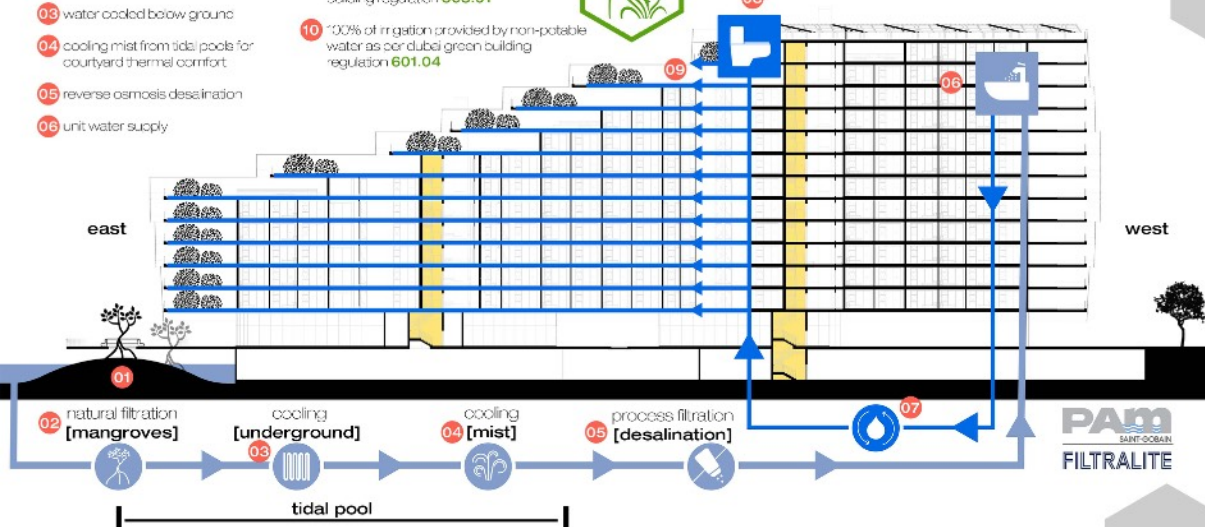 03 water cooled below ground
04 cooling mist from tidal pools for
courtyard thermal comfort
05 reverse osmosis desalination
06 unit water supply
10 100% of irrigation provided by non-potable
water as per dubai green building
regulation 601.04
09
06
east
west
01
02 natural filtration
[mangroves]
cooling
[underground]
03
cooling
04 [mist]
process filtration
05 [desalination]
07
PAM
SAINT-GOBAIN
FILTRALITE
tidal pool